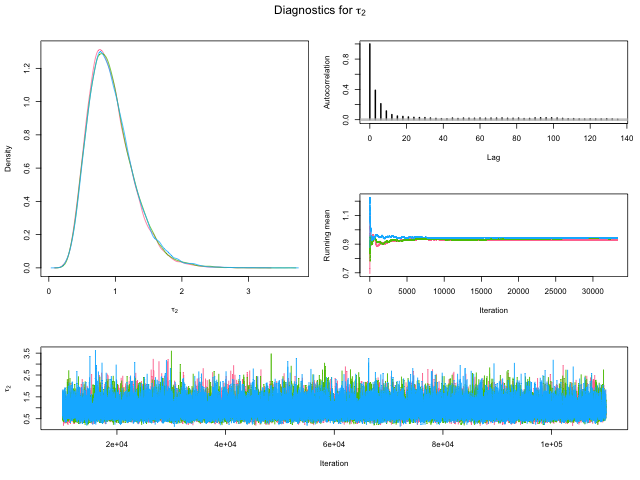 Diagnostics for τ₂
Density
0.0 0.2 0.4 0.6 0.8 1.0 1.2
0 1 2 3
τ₂
Autocorrelation
0.0 0.4 0.8
0 20 40 60 80 100 120 140
Lag
Running mean
0.7 0.9 1.1
0 5000 10000 15000 20000 25000 30000
Iteration
τ₂
0.5 1.5 2.5 3.5
2e+04 4e+04 6e+04 8e+04 1e+05
Iteration